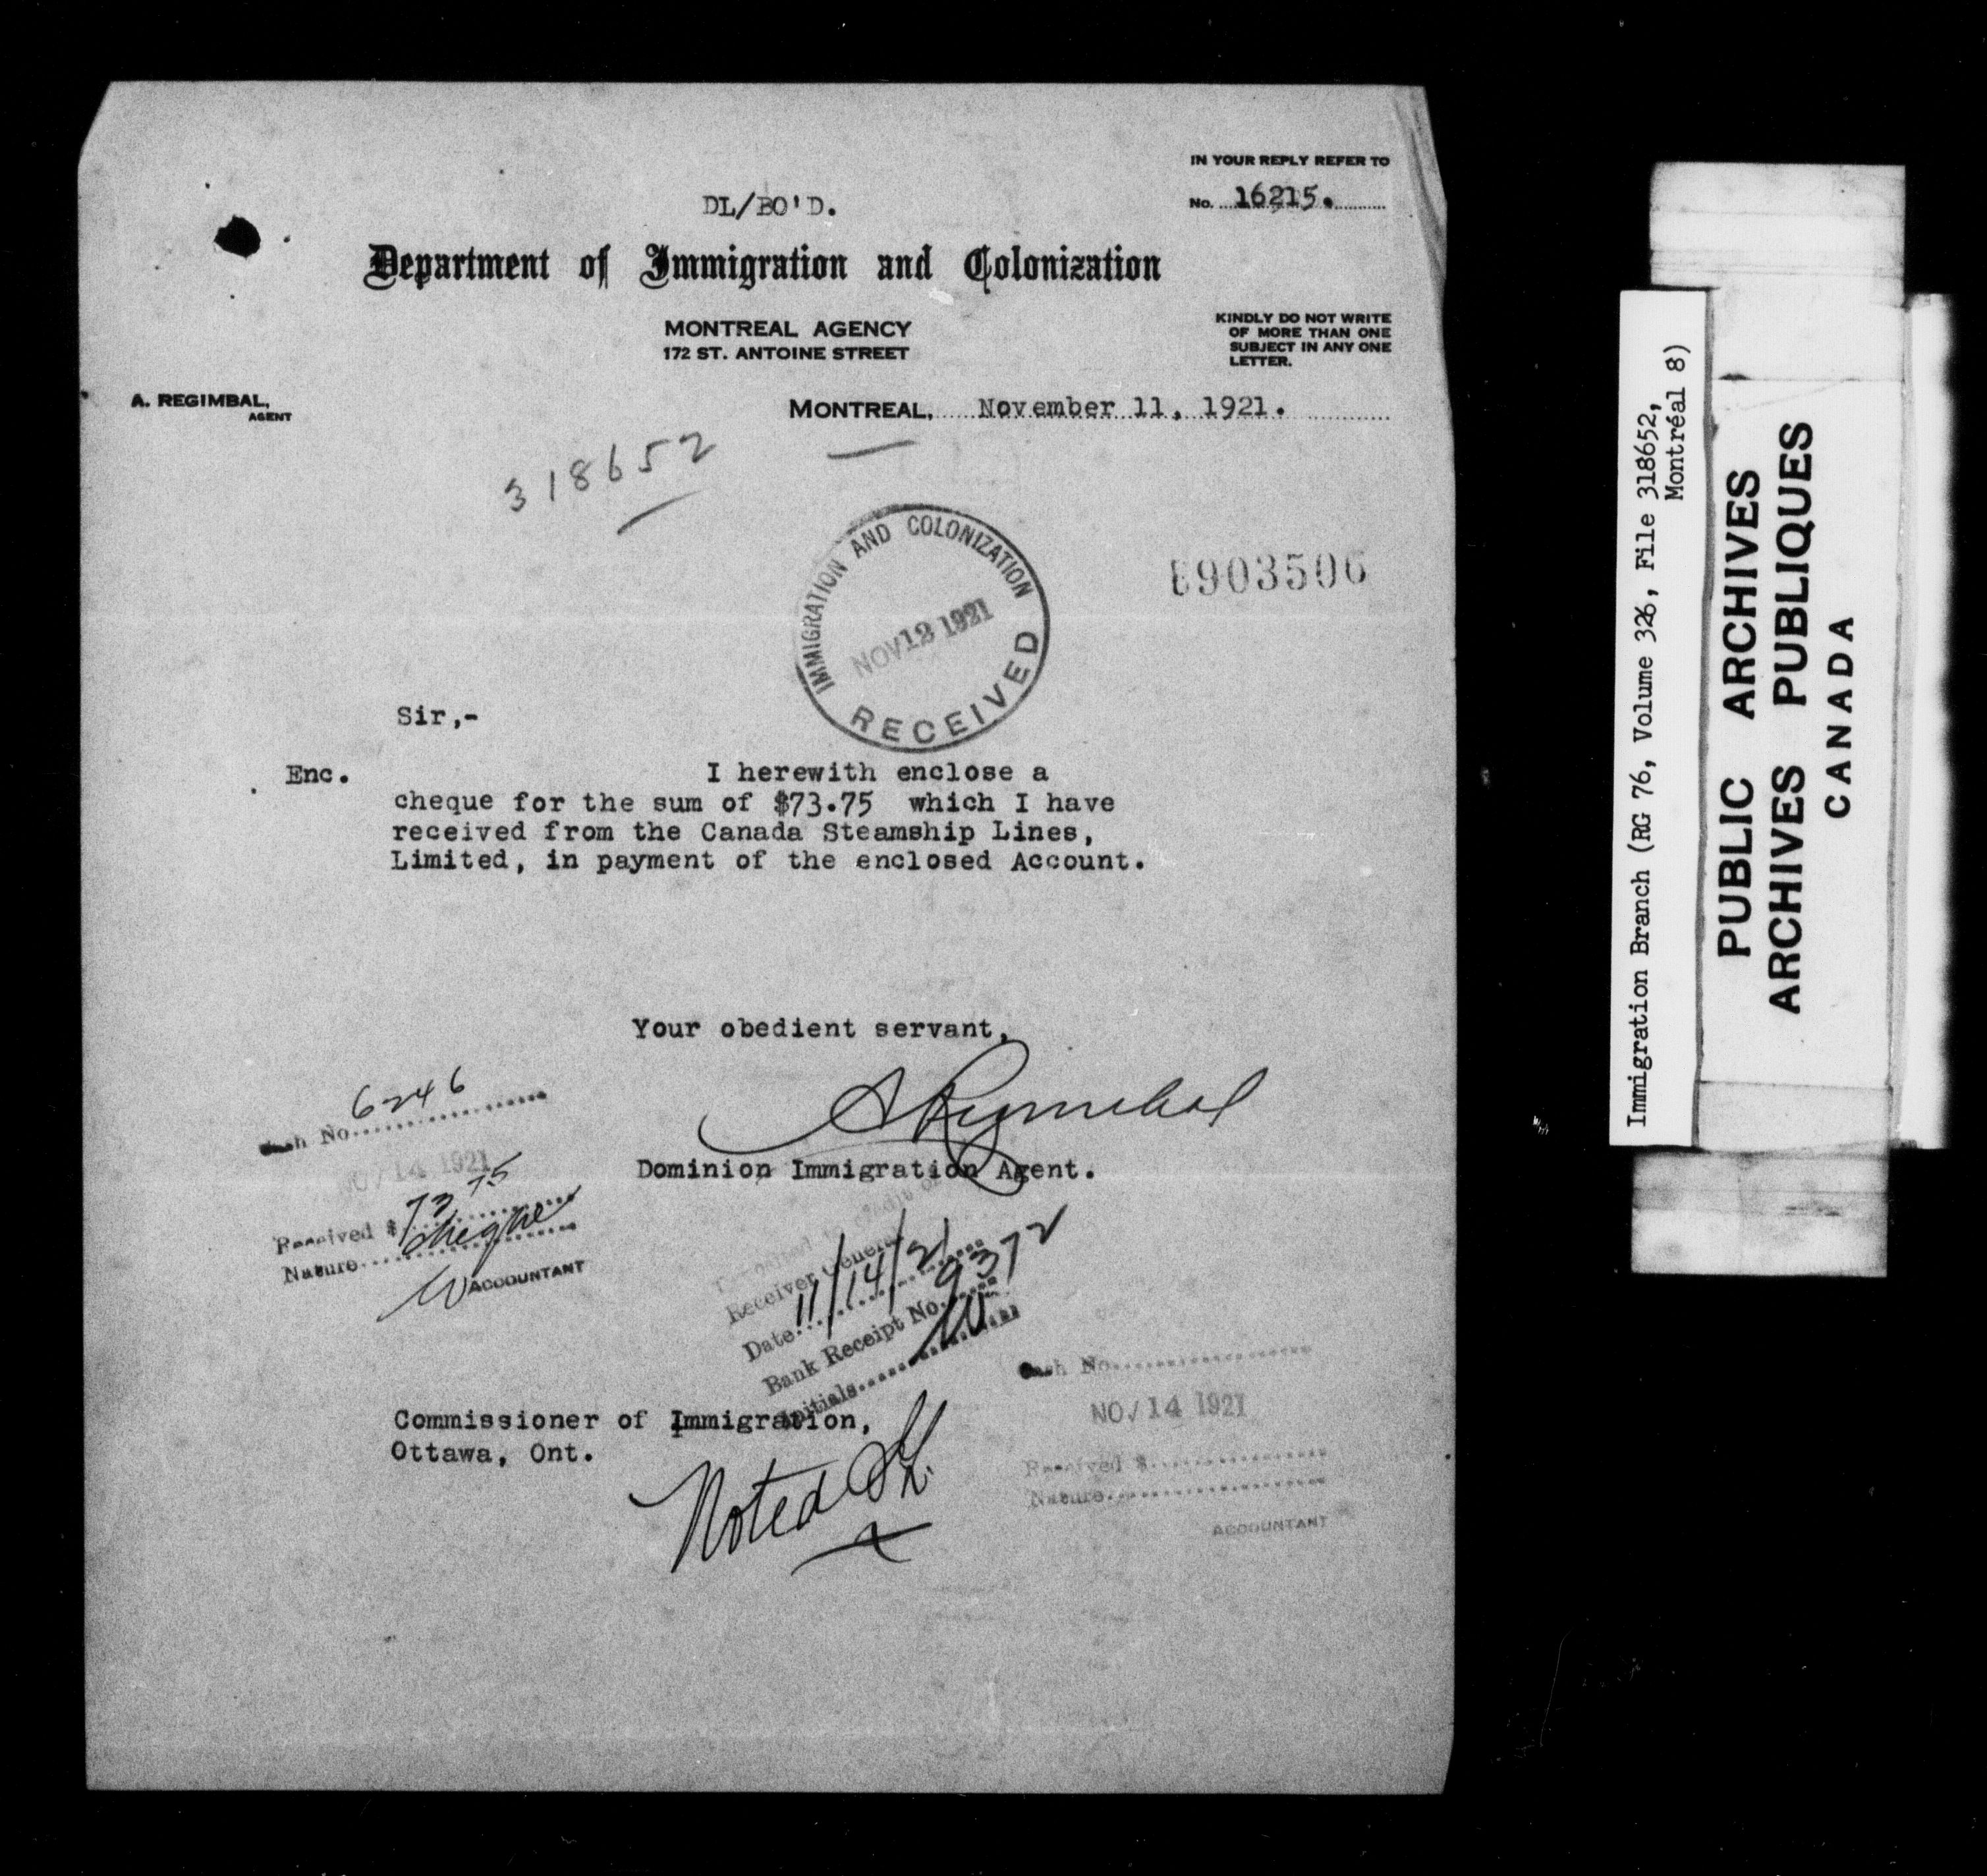 IN YOUR REPLY REFER TO
No. 16215.
DL/BO'D.
Department of Immigration and Colonization
MONTREAL AGENCY
172 ST. ANTOINE STREET
KINDLY DO NOT WRITE
OF MORE THAN ONE
SUBJECT IN ANY ONE
LETTER.
A. REGIMBAL,
AGENT
MONTREAL, November 11, 1921.
318652
IMMIGRATION AND COLONIZATION
NOV 12 1921
RECEIVED
903506
Sir,-
Enc. I herewith enclose a
cheque for the sum of $73.75 which I have
received from the Canada Steamship Lines,
Limited, in payment of the enclosed Account.
Your obedient servant,
A Regimbal
Dominion Immigration Agent.
Cash No. 6246
NOV 14 1921
Received $ 73 75
Nature Cheque
ACCOUNTANT
Receiver General
Date 11/14/21
Bank Receipt No. 9372
Initials
Commissioner of Immigration,
Ottawa, Ont.
Noted
Cash No.
NOV 14 1921
Received $
Nature
ACCOUNTANT
Immigration Branch (RG 76, Volume 326, File 318652,
Montréal 8)
PUBLIC ARCHIVES
ARCHIVES PUBLIQUES
CANADA